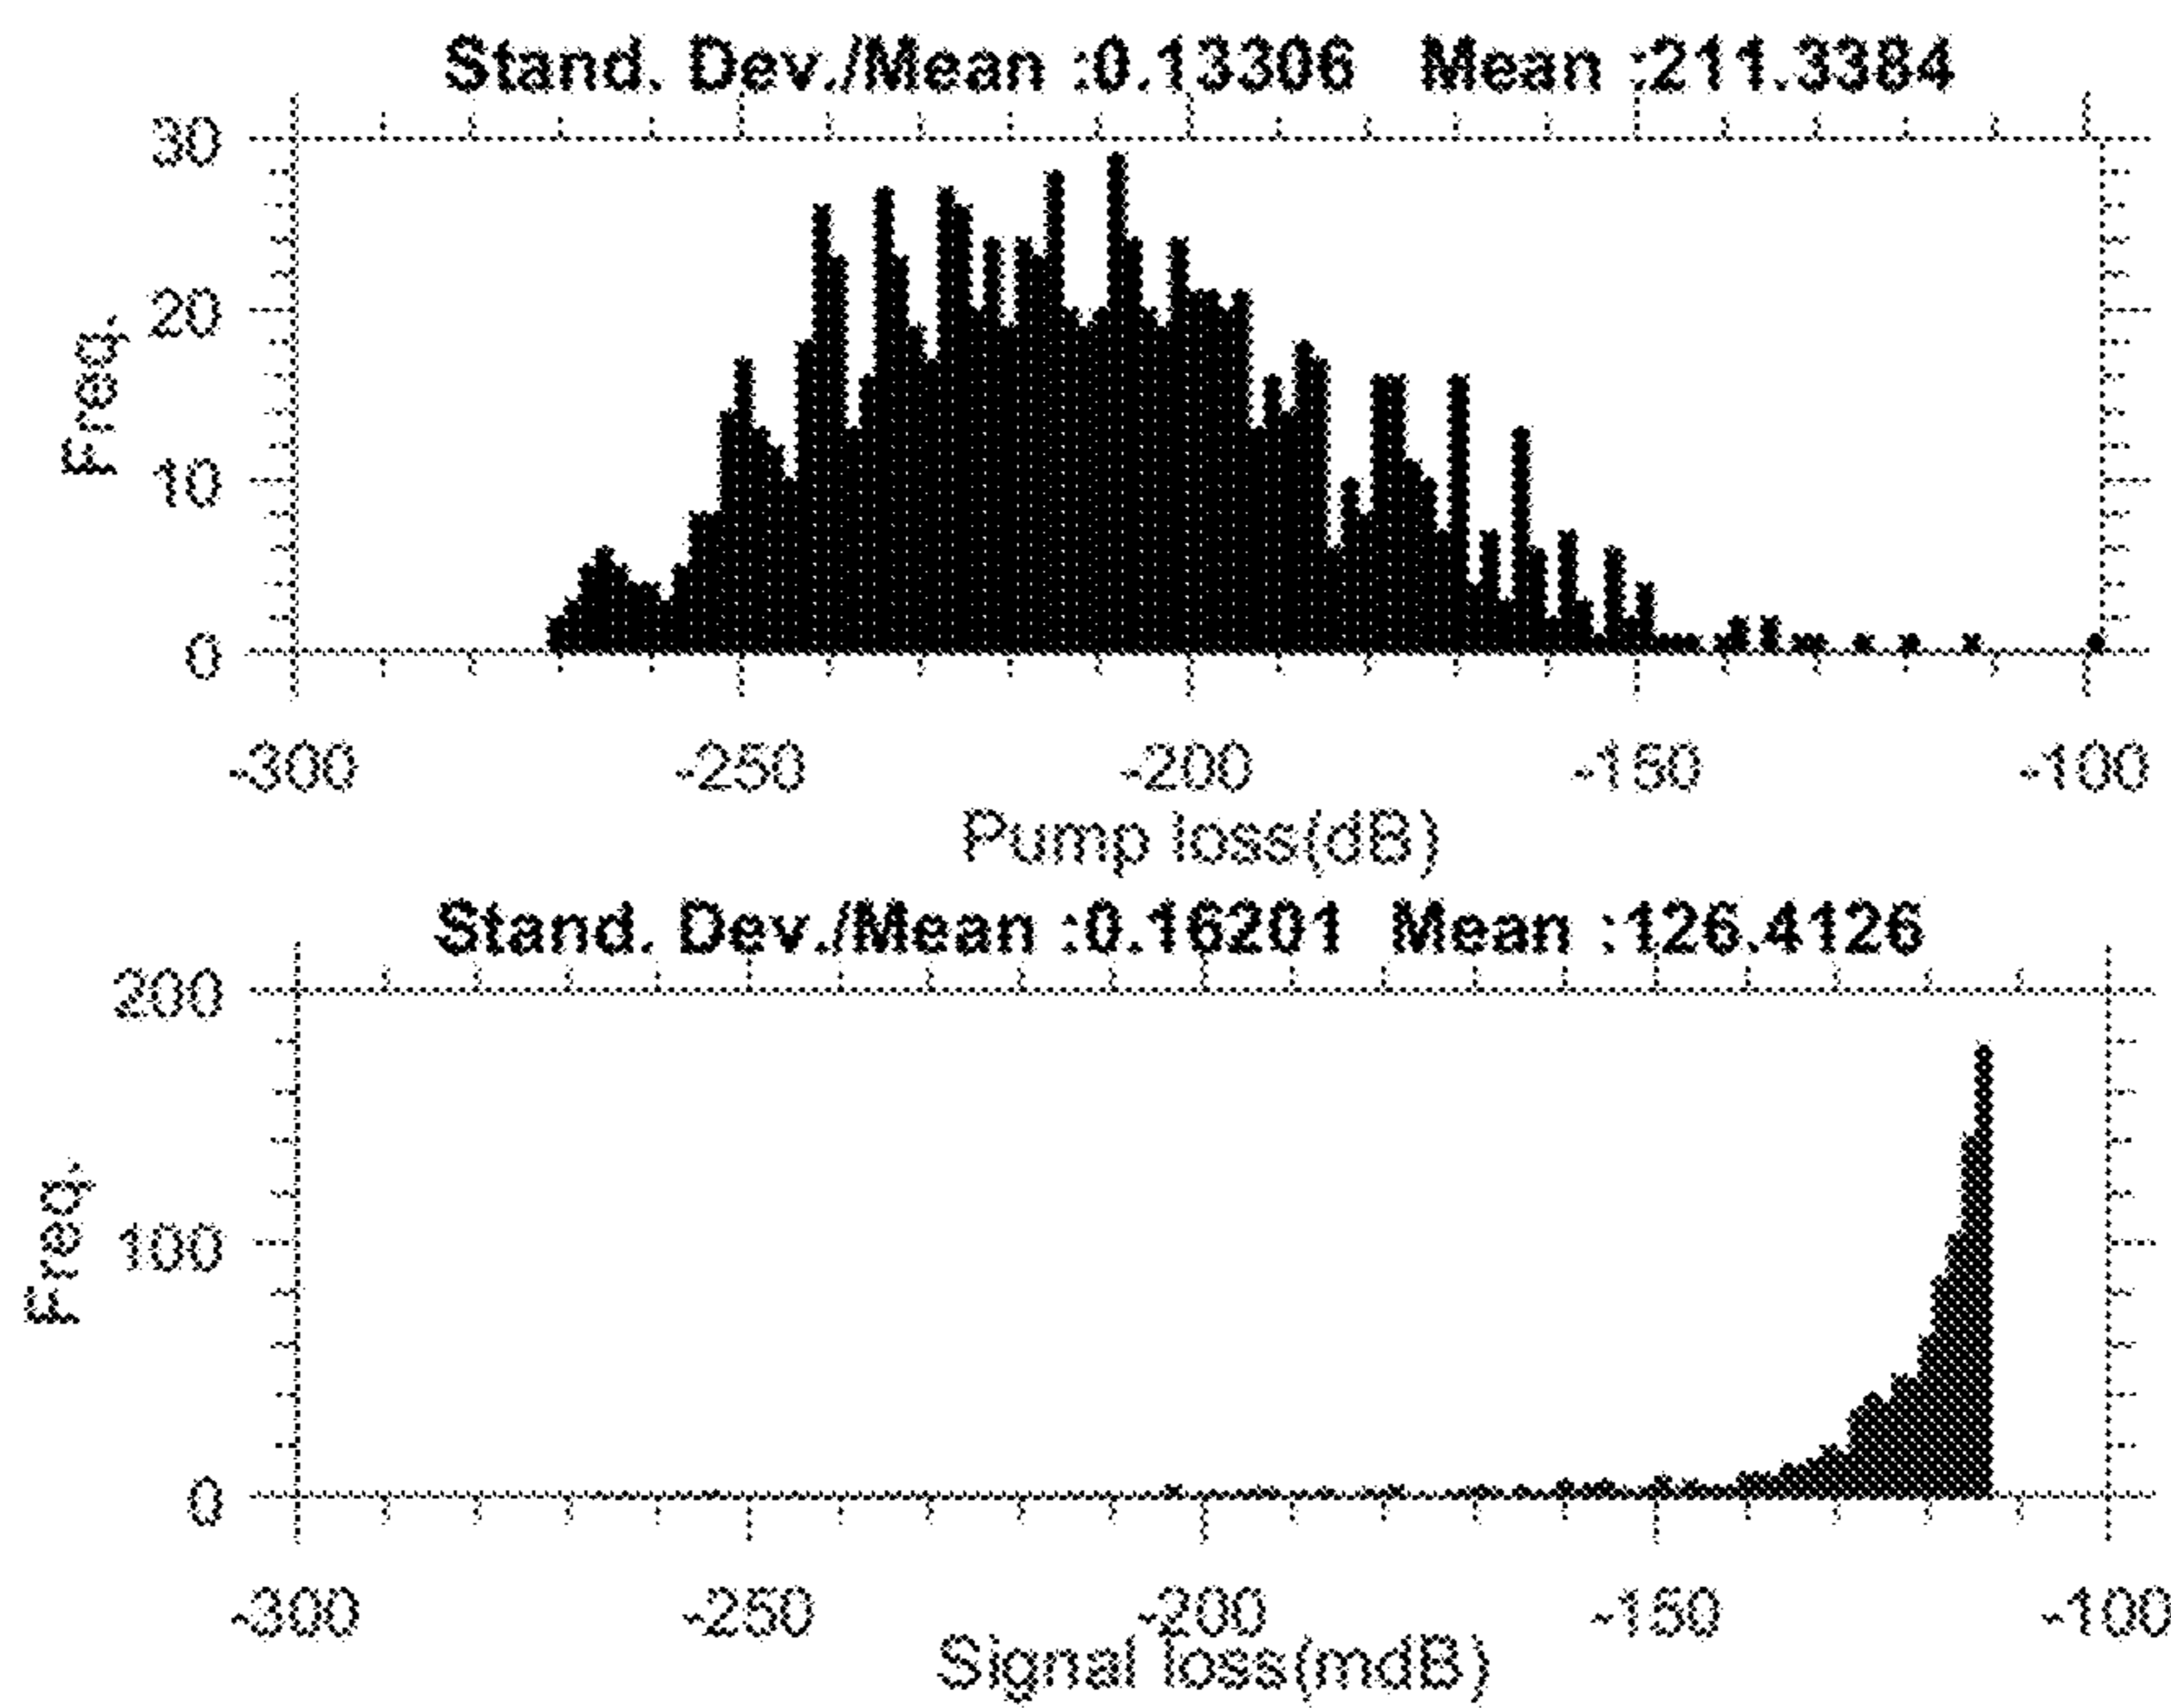 Stand. Dev./Mean :0.13306 Mean :211.3384
30
20
10
0
Freq.
-300 -250 -200 -150 -100
Pump loss(dB)
Stand. Dev./Mean :0.16201 Mean :126.4126
200
100
0
Freq.
-300 -250 -200 -150 -100
Signal loss(mdB)